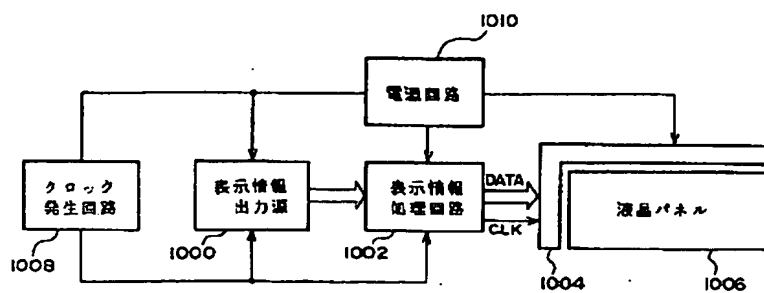 1010
電源回路
クロック
発生回路
1008
表示情報
出力源
1000
表示情報
処理回路
1002
DATA
CLK
液晶パネル
1004
1006